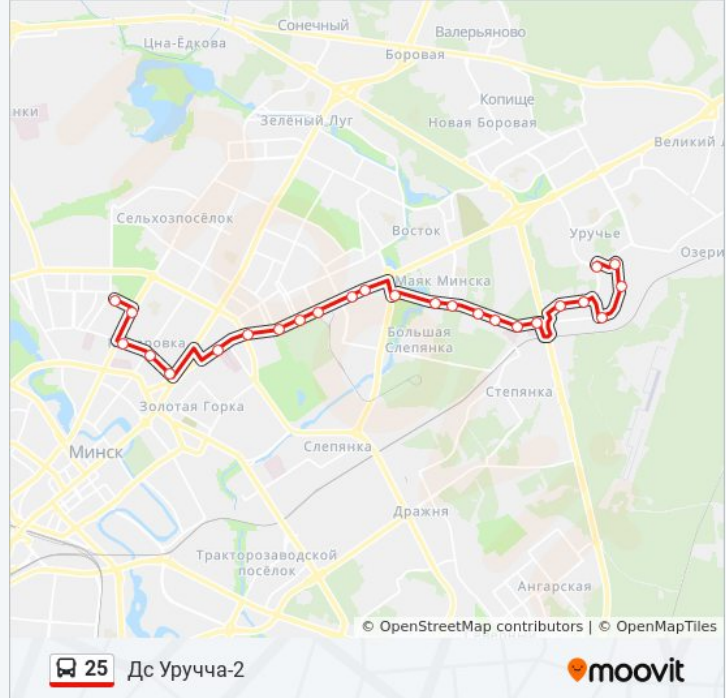 Сонечный
Валерьяново
Цна-Ёдкова
Боровая
нки
Копище
Зелёный Луг
Новая Боровая
Великий
Сельхозпосёлок
Восток
Уручье
Озери
Маяк Минска
ровка
Большая
Слепянка
Степянка
Золотая Горка
Слепянка
Минск
Дражня
Тракторозаводской
посёлок
Ангарская
© OpenStreetMap contributors | © OpenMapTiles
25 Дс Уручча-2
moovit